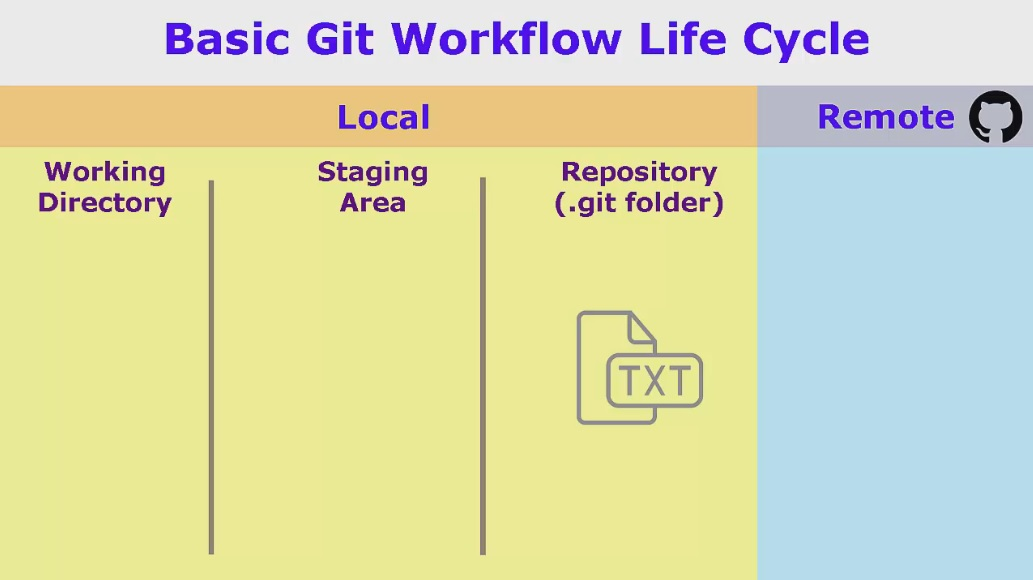 Basic Git Workflow Life Cycle
Local
Remote
Working
Directory
Staging
Area
Repository
(.git folder)
TXT